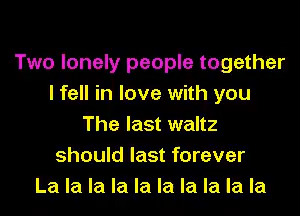 Two lonely people together
I fell in love with you
The last waltz
should last forever
La la la la la la la la la la